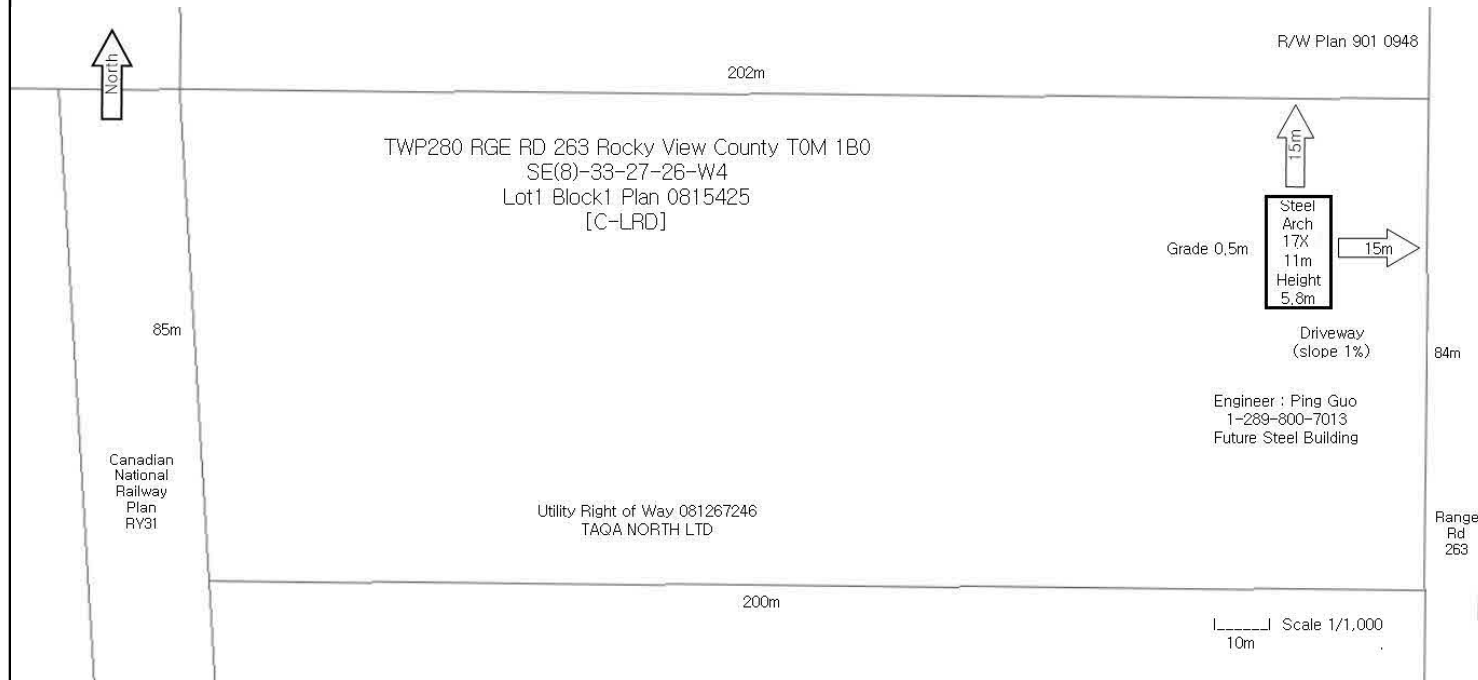 R/W Plan 901 0948
North
202m
TWP280 RGE RD 263 Rocky View County T0M 1B0
SE(8)-33-27-26-W4
Lot1 Block1 Plan 0815425
[C-LRD]
15m
Steel
Arch
17X
11m
Height
5.8m
Grade 0.5m
15m
85m
Driveway
(slope 1%)
84m
Engineer : Ping Guo
1-289-800-7013
Future Steel Building
Canadian
National
Railway
Plan
RY31
Utility Right of Way 081267246
TAQA NORTH LTD
Range
Rd
263
200m
Scale 1/1,000
10m